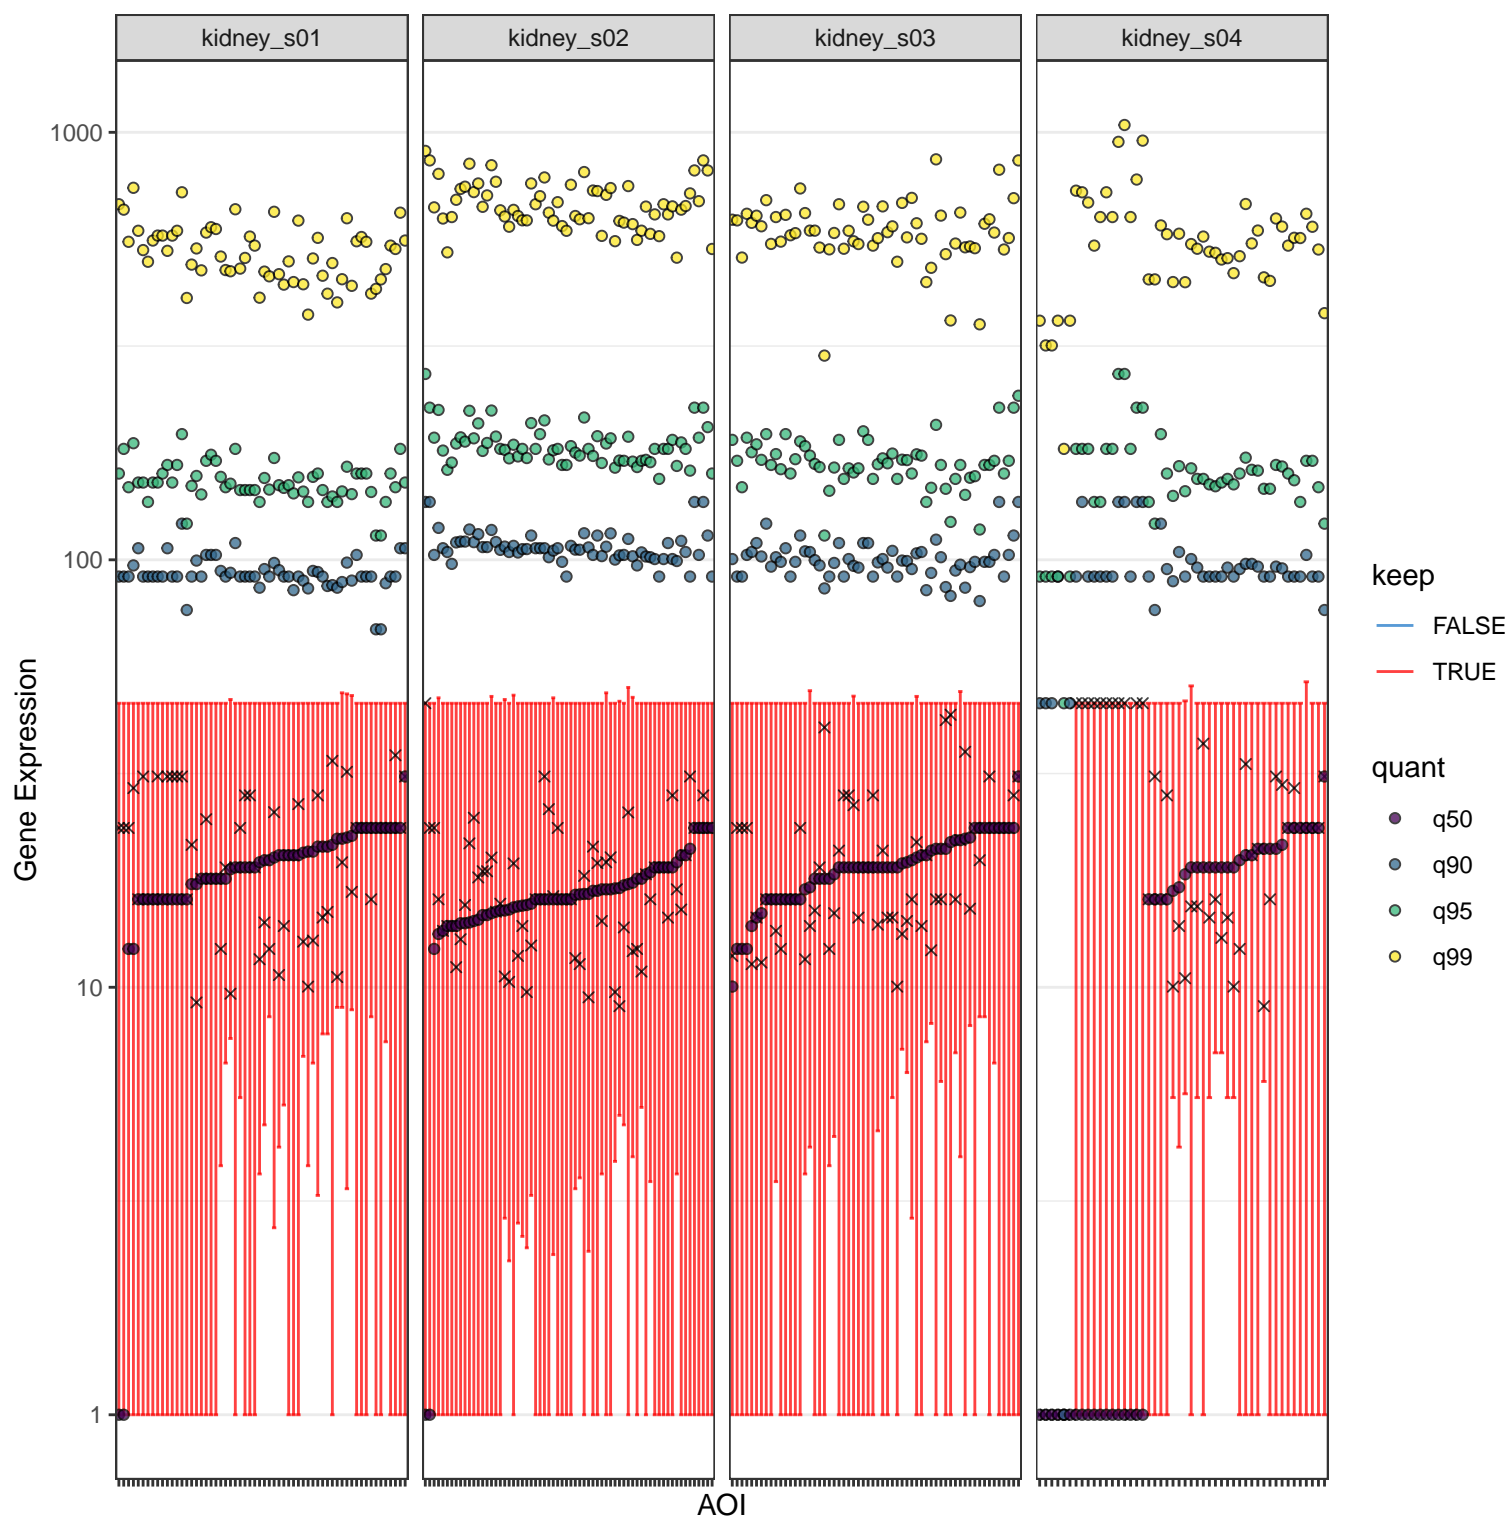 kidney_s01 kidney_s02 kidney_s03 kidney_s04
1000
100
10
1
Gene Expression
AOI
keep
FALSE
TRUE
quant
q50
q90
q95
q99